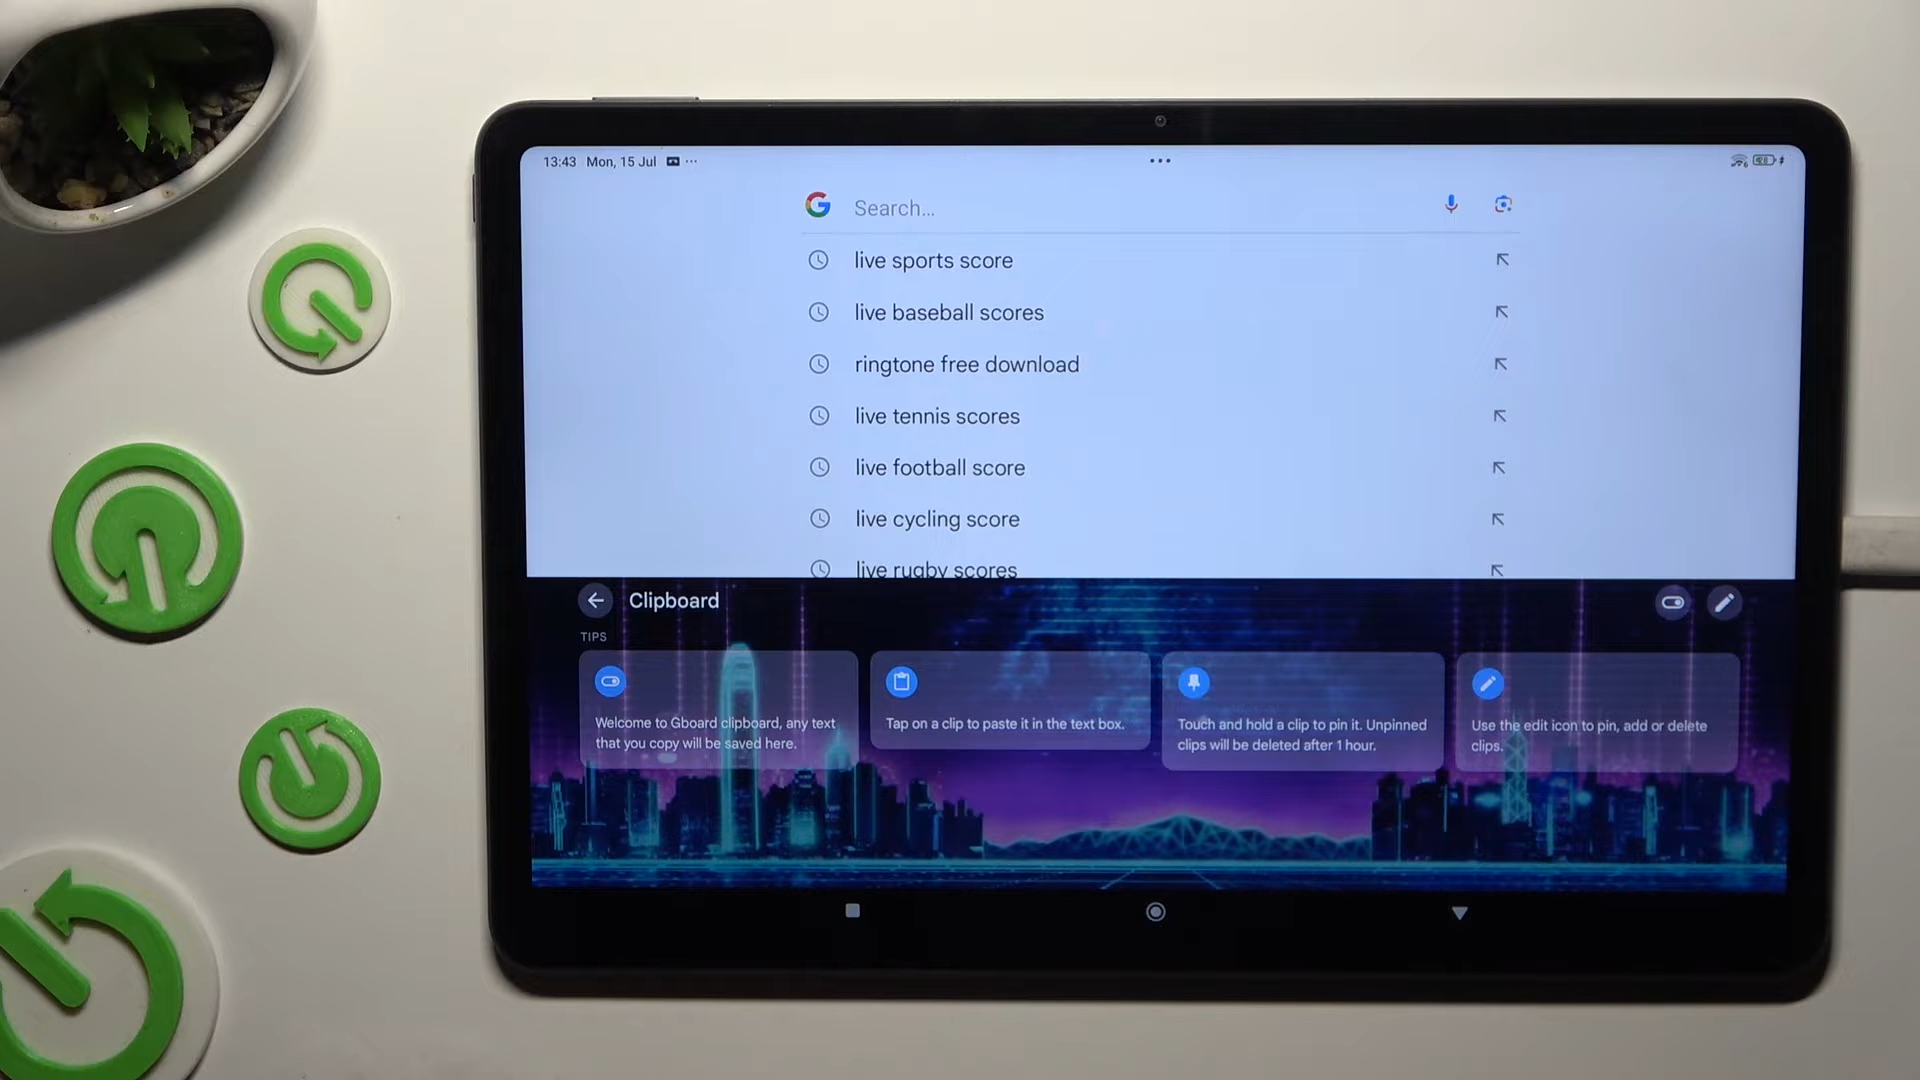 13:43 Mon, 15 Jul
Search...
live sports score
live baseball scores
ringtone free download
live tennis scores
live football score
live cycling score
live rugby scores
Clipboard
TIPS
Welcome to Gboard clipboard, any text
that you copy will be saved here.
Tap on a clip to paste it in the text box.
Touch and hold a clip to pin it. Unpinned
clips will be deleted after 1 hour.
Use the edit icon to pin, add or delete
clips.